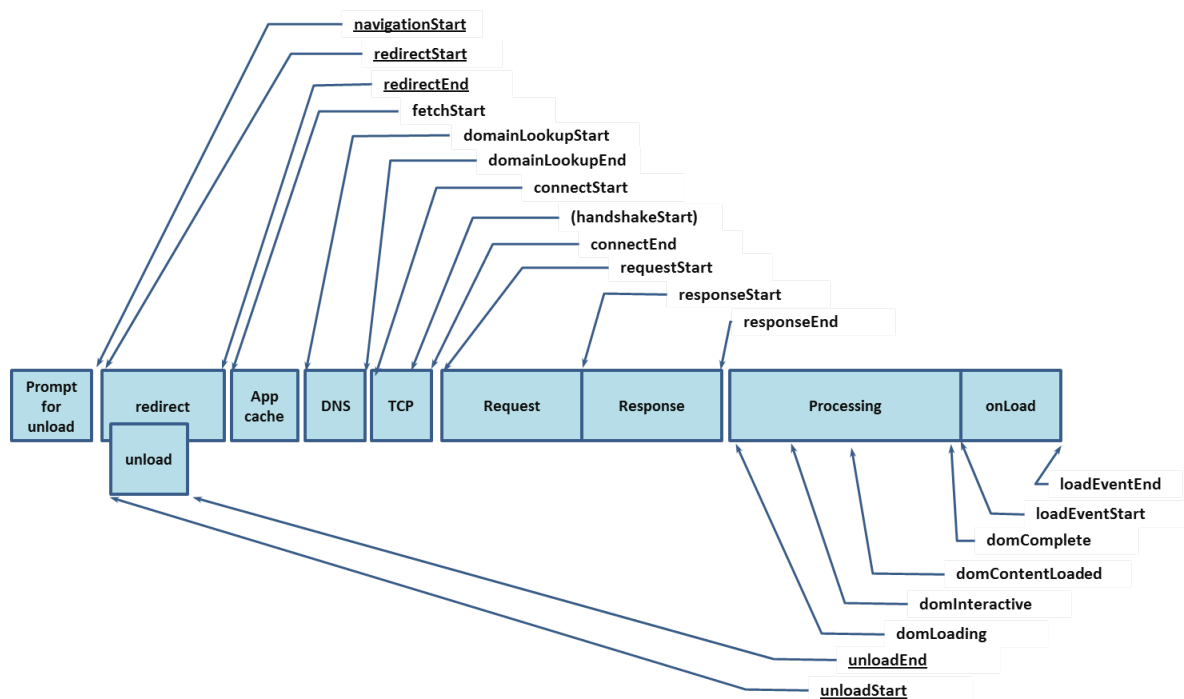 navigationStart
redirectStart
redirectEnd
fetchStart
domainLookupStart
domainLookupEnd
connectStart
(handshakeStart)
connectEnd
requestStart
responseStart
responseEnd
Prompt
for
unload
redirect
unload
App
cache
DNS
TCP
Request
Response
Processing
onLoad
loadEventEnd
loadEventStart
domComplete
domContentLoaded
domInteractive
domLoading
unloadEnd
unloadStart